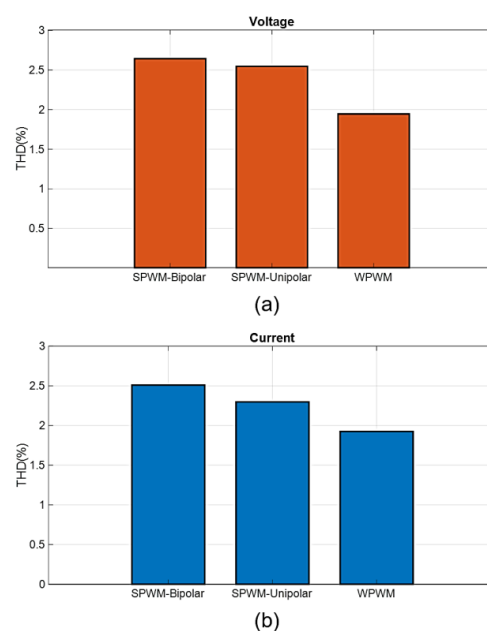 Voltage
3
2.5
2
1.5
1
0.5
THD(%)
SPWM-Bipolar SPWM-Unipolar WPWM
(a)
Current
3
2.5
2
1.5
1
0.5
0
THD(%)
SPWM-Bipolar SPWM-Unipolar WPWM
(b)